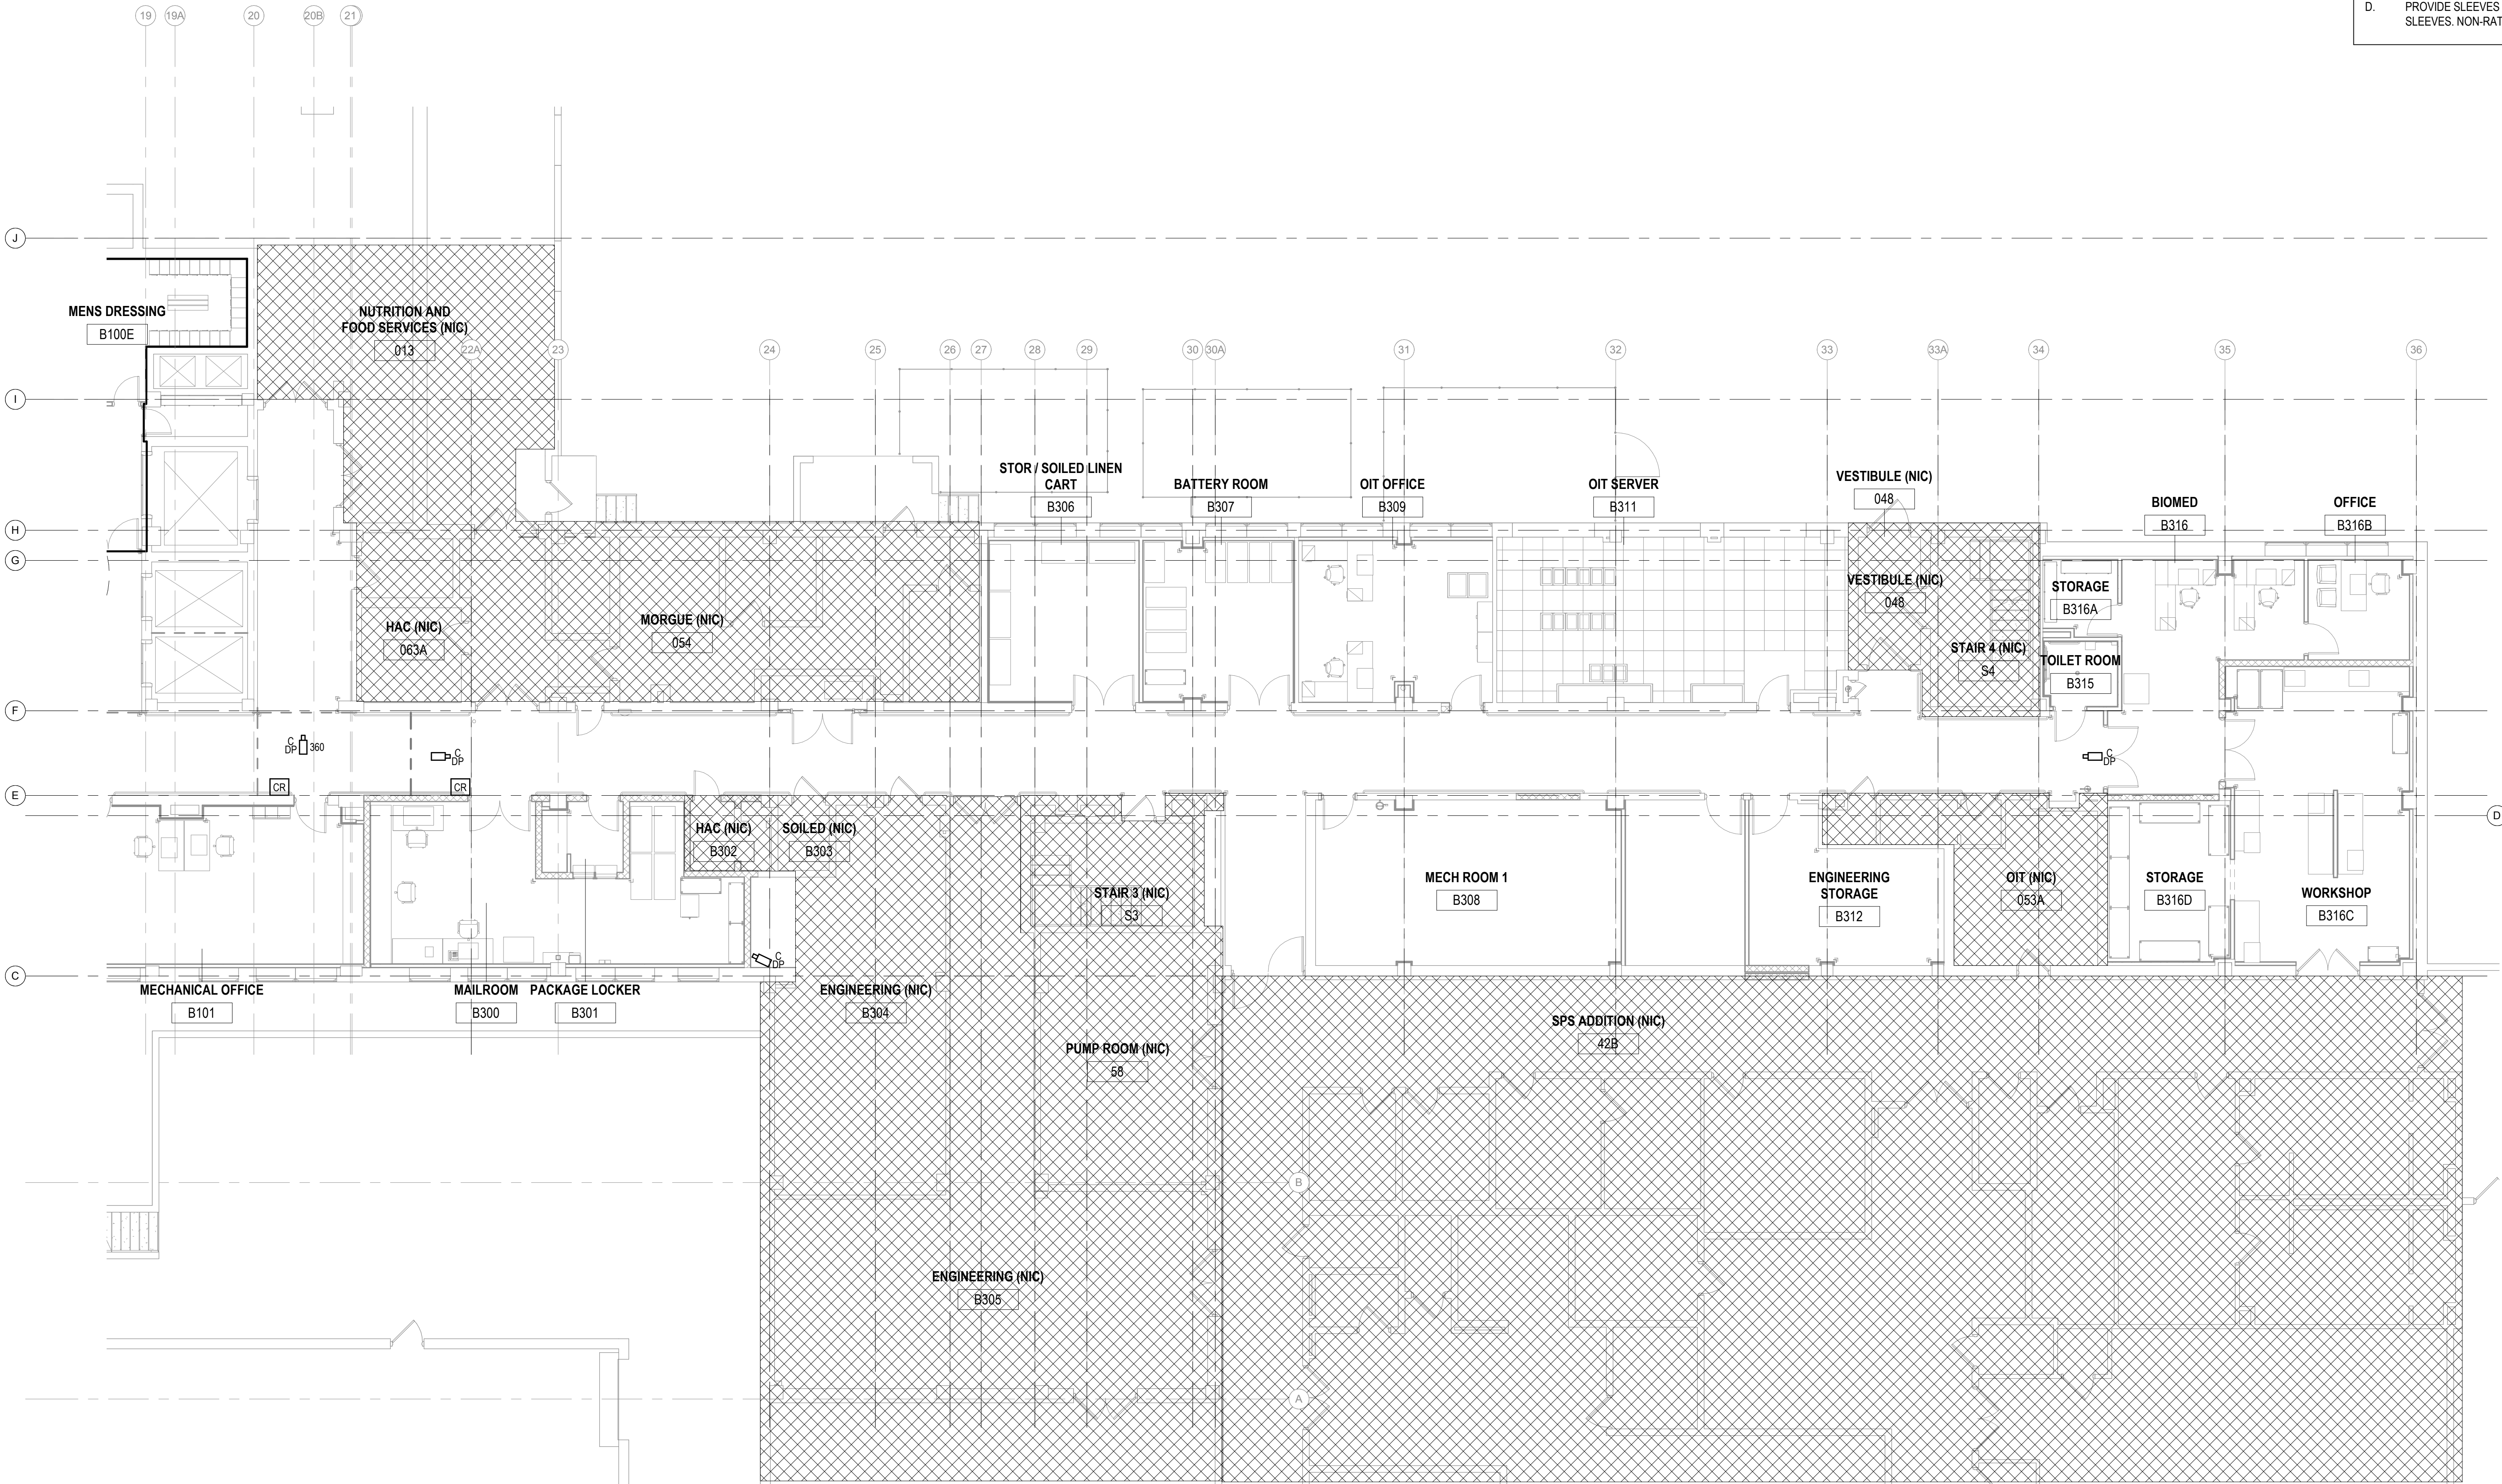 D. PROVIDE SLEEVES
SLEEVES. NON-RAT
19
19A
20
20B
21
J
MENS DRESSING
B100E
NUTRITION AND
FOOD SERVICES (NIC)
013
22A
23
24
25
26
27
28
29
30
30A
31
32
33
33A
34
35
36
I
STOR / SOILED LINEN
CART
B306
BATTERY ROOM
B307
OIT OFFICE
B309
OIT SERVER
B311
VESTIBULE (NIC)
048
BIOMED
B316
OFFICE
B316B
H
G
HAC (NIC)
063A
MORGUE (NIC)
054
VESTIBULE (NIC)
048
STORAGE
B316A
STAIR 4 (NIC)
S4
TOILET ROOM
B315
F
C
DP
360
C
DP
C
DP
CR
CR
E
D
HAC (NIC)
B302
SOILED (NIC)
B303
STAIR 3 (NIC)
S3
MECH ROOM 1
B308
ENGINEERING
STORAGE
B312
OIT (NIC)
053A
STORAGE
B316D
WORKSHOP
B316C
C
DP
C
MECHANICAL OFFICE
B101
MAILROOM
B300
PACKAGE LOCKER
B301
ENGINEERING (NIC)
B304
PUMP ROOM (NIC)
58
SPS ADDITION (NIC)
42B
B
ENGINEERING (NIC)
B305
A